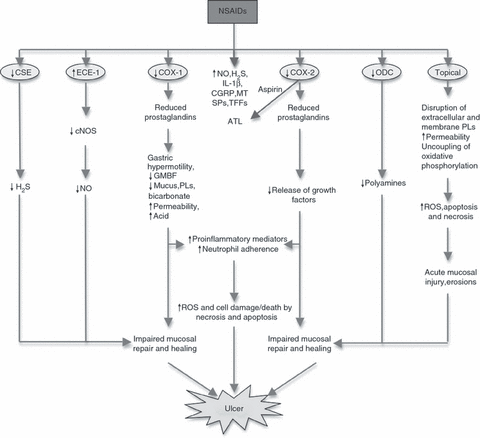 NSAIDs
↓CSE
↑ECE-1
↓COX-1
↑NO,H₂S,
IL-1β,
CGRP,MT
SPs,TFFs
ATL
Aspirin
↓COX-2
↓ODC
Topical
↓cNOS
Reduced
prostaglandins
Reduced
prostaglandins
Disruption of
extracellular and
membrane PLs
↑Permeability
Uncoupling of
oxidative
phosphorylation
Gastric
hypermotility,
↓GMBF
↓Mucus,PLs,
bicarbonate
↑Permeability,
↑Acid
↓H₂S
↓NO
↓Release of growth
factors
↓Polyamines
↑ROS,apoptosis
and necrosis
↑Proinflammatory mediators
↑Neutrophil adherence
Acute mucosal
injury,erosions
↑ROS and cell damage/death by
necrosis and apoptosis
Impaired mucosal
repair and healing
Impaired mucosal
repair and healing
Ulcer